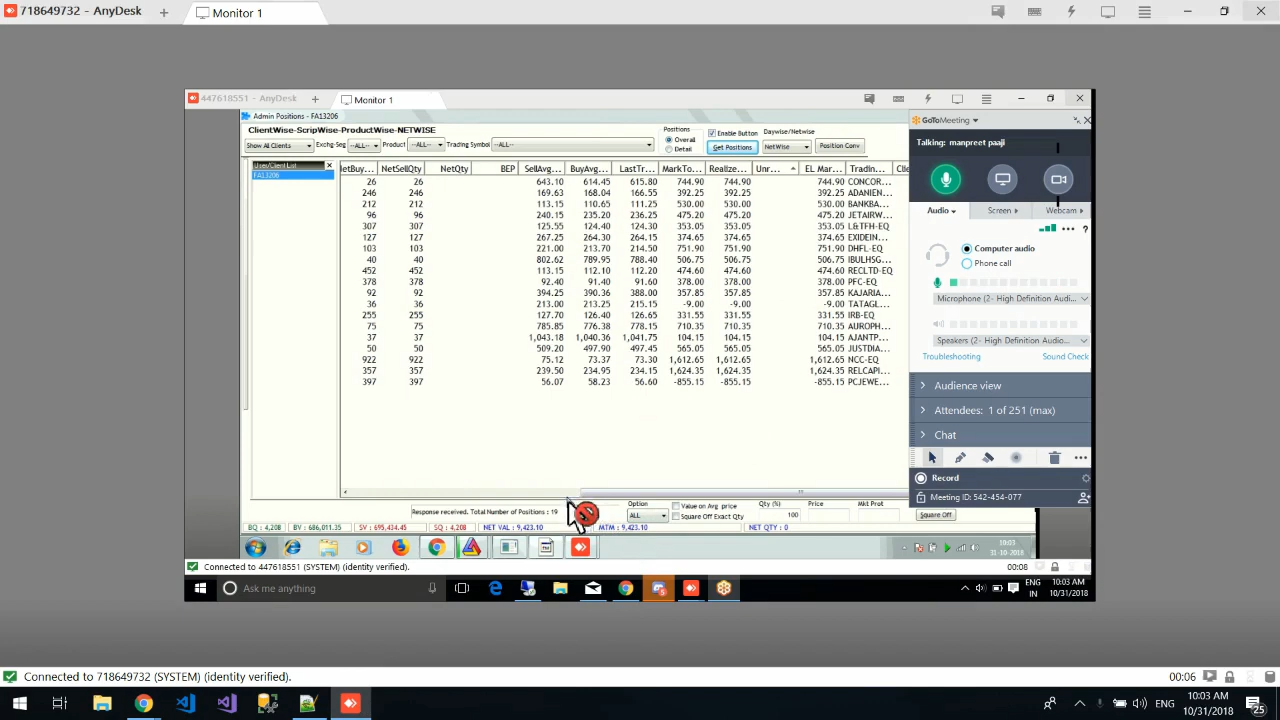 718649732 - AnyDesk + Monitor 1
447618551 - AnyDesk + Monitor 1
Admin Positions - FA13206
ClientWise-ScripWise-ProductWise-NETWISE
Show All Clients Exchg-Seg --ALL-- Product --ALL-- Trading Symbol --ALL--
Positions Overall Detail
Enable Button Get Positions
Daywise/Netwise NetWise Position Conv
User/Client List x
FA13206
NetBuy... NetSellQty NetQty BEP SellAvg... BuyAvg... LastTr... MarkTo... Realize... Unr... EL Mar... Tradin... Clie
26 26 643.10 614.45 615.80 744.90 744.90 744.90 CONCOR...
246 246 169.63 168.04 166.55 392.25 392.25 392.25 ADANIEN...
212 212 113.15 110.65 111.25 530.00 530.00 530.00 BANKBA...
96 96 240.15 235.20 236.25 475.20 475.20 475.20 JETAIRW...
307 307 125.55 124.40 124.30 353.05 353.05 353.05 L&TFH-EQ
127 127 267.25 264.30 264.15 374.65 374.65 374.65 EXIDEIN...
103 103 221.00 213.70 214.50 751.90 751.90 751.90 DHFL-EQ
40 40 802.62 789.95 788.40 506.75 506.75 506.75 IBULHSG...
452 452 113.15 112.10 112.20 474.60 474.60 474.60 RECLTD-EQ
378 378 92.40 91.40 91.60 378.00 378.00 378.00 PFC-EQ
92 92 394.25 390.36 388.00 357.85 357.85 357.85 KAJARIA...
36 36 213.00 213.25 215.15 -9.00 -9.00 -9.00 TATAGL...
255 255 127.70 126.40 126.65 331.55 331.55 331.55 IRB-EQ
75 75 785.85 776.38 778.15 710.35 710.35 710.35 AUROPH...
37 37 1,043.18 1,040.36 1,041.75 104.15 104.15 104.15 AJANTP...
50 50 509.20 497.90 497.45 565.05 565.05 565.05 JUSTDIA...
922 922 75.12 73.37 73.30 1,612.65 1,612.65 1,612.65 NCC-EQ
357 357 239.50 234.95 234.15 1,624.35 1,624.35 1,624.35 RELCAPI...
397 397 56.07 58.23 56.60 -855.15 -855.15 -855.15 PCJEWE...
Response received. Total Number of Positions : 19
Option ALL
Value on Avg. price
Square Off Exact Qty
Qty (%) 100
Price
Mkt Prot
Square Off
BQ : 4,208 BV : 686,011.35 SV : 695,434.45 SQ : 4,208 NET VAL : 9,423.10 MTM : 9,423.10 NET QTY : 0
GoToMeeting
Talking: manpreet paaji
Audio Screen Webcam
?
Computer audio
Phone call
Microphone (2- High Definition Audi...
Speakers (2- High Definition Audio...
Troubleshooting Sound Check
Audience view
Attendees: 1 of 251 (max)
Chat
Record
Meeting ID: 542-454-077
10:03
31-10-2018
Connected to 447618551 (SYSTEM) (identity verified). 00:08
Ask me anything
ENG
IN
10:03 AM
10/31/2018
Connected to 718649732 (SYSTEM) (identity verified). 00:06
ENG
10:03 AM
10/31/2018
25